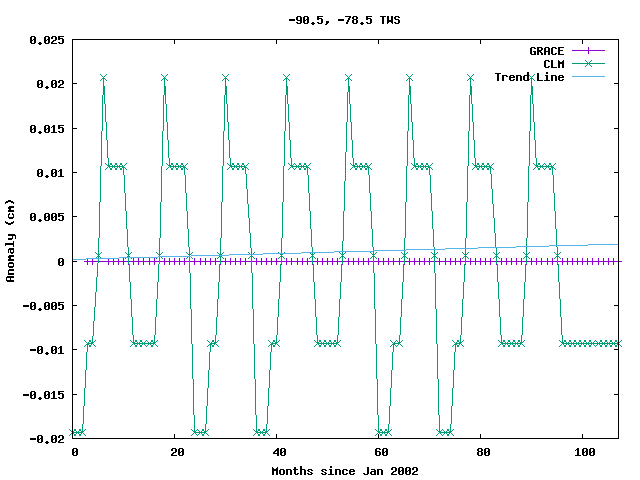 -90.5, -78.5 TWS
0.025
0.02
0.015
0.01
0.005
0
-0.005
-0.01
-0.015
-0.02
Anomaly (cm)
GRACE
CLM
Trend Line
0 20 40 60 80 100
Months since Jan 2002